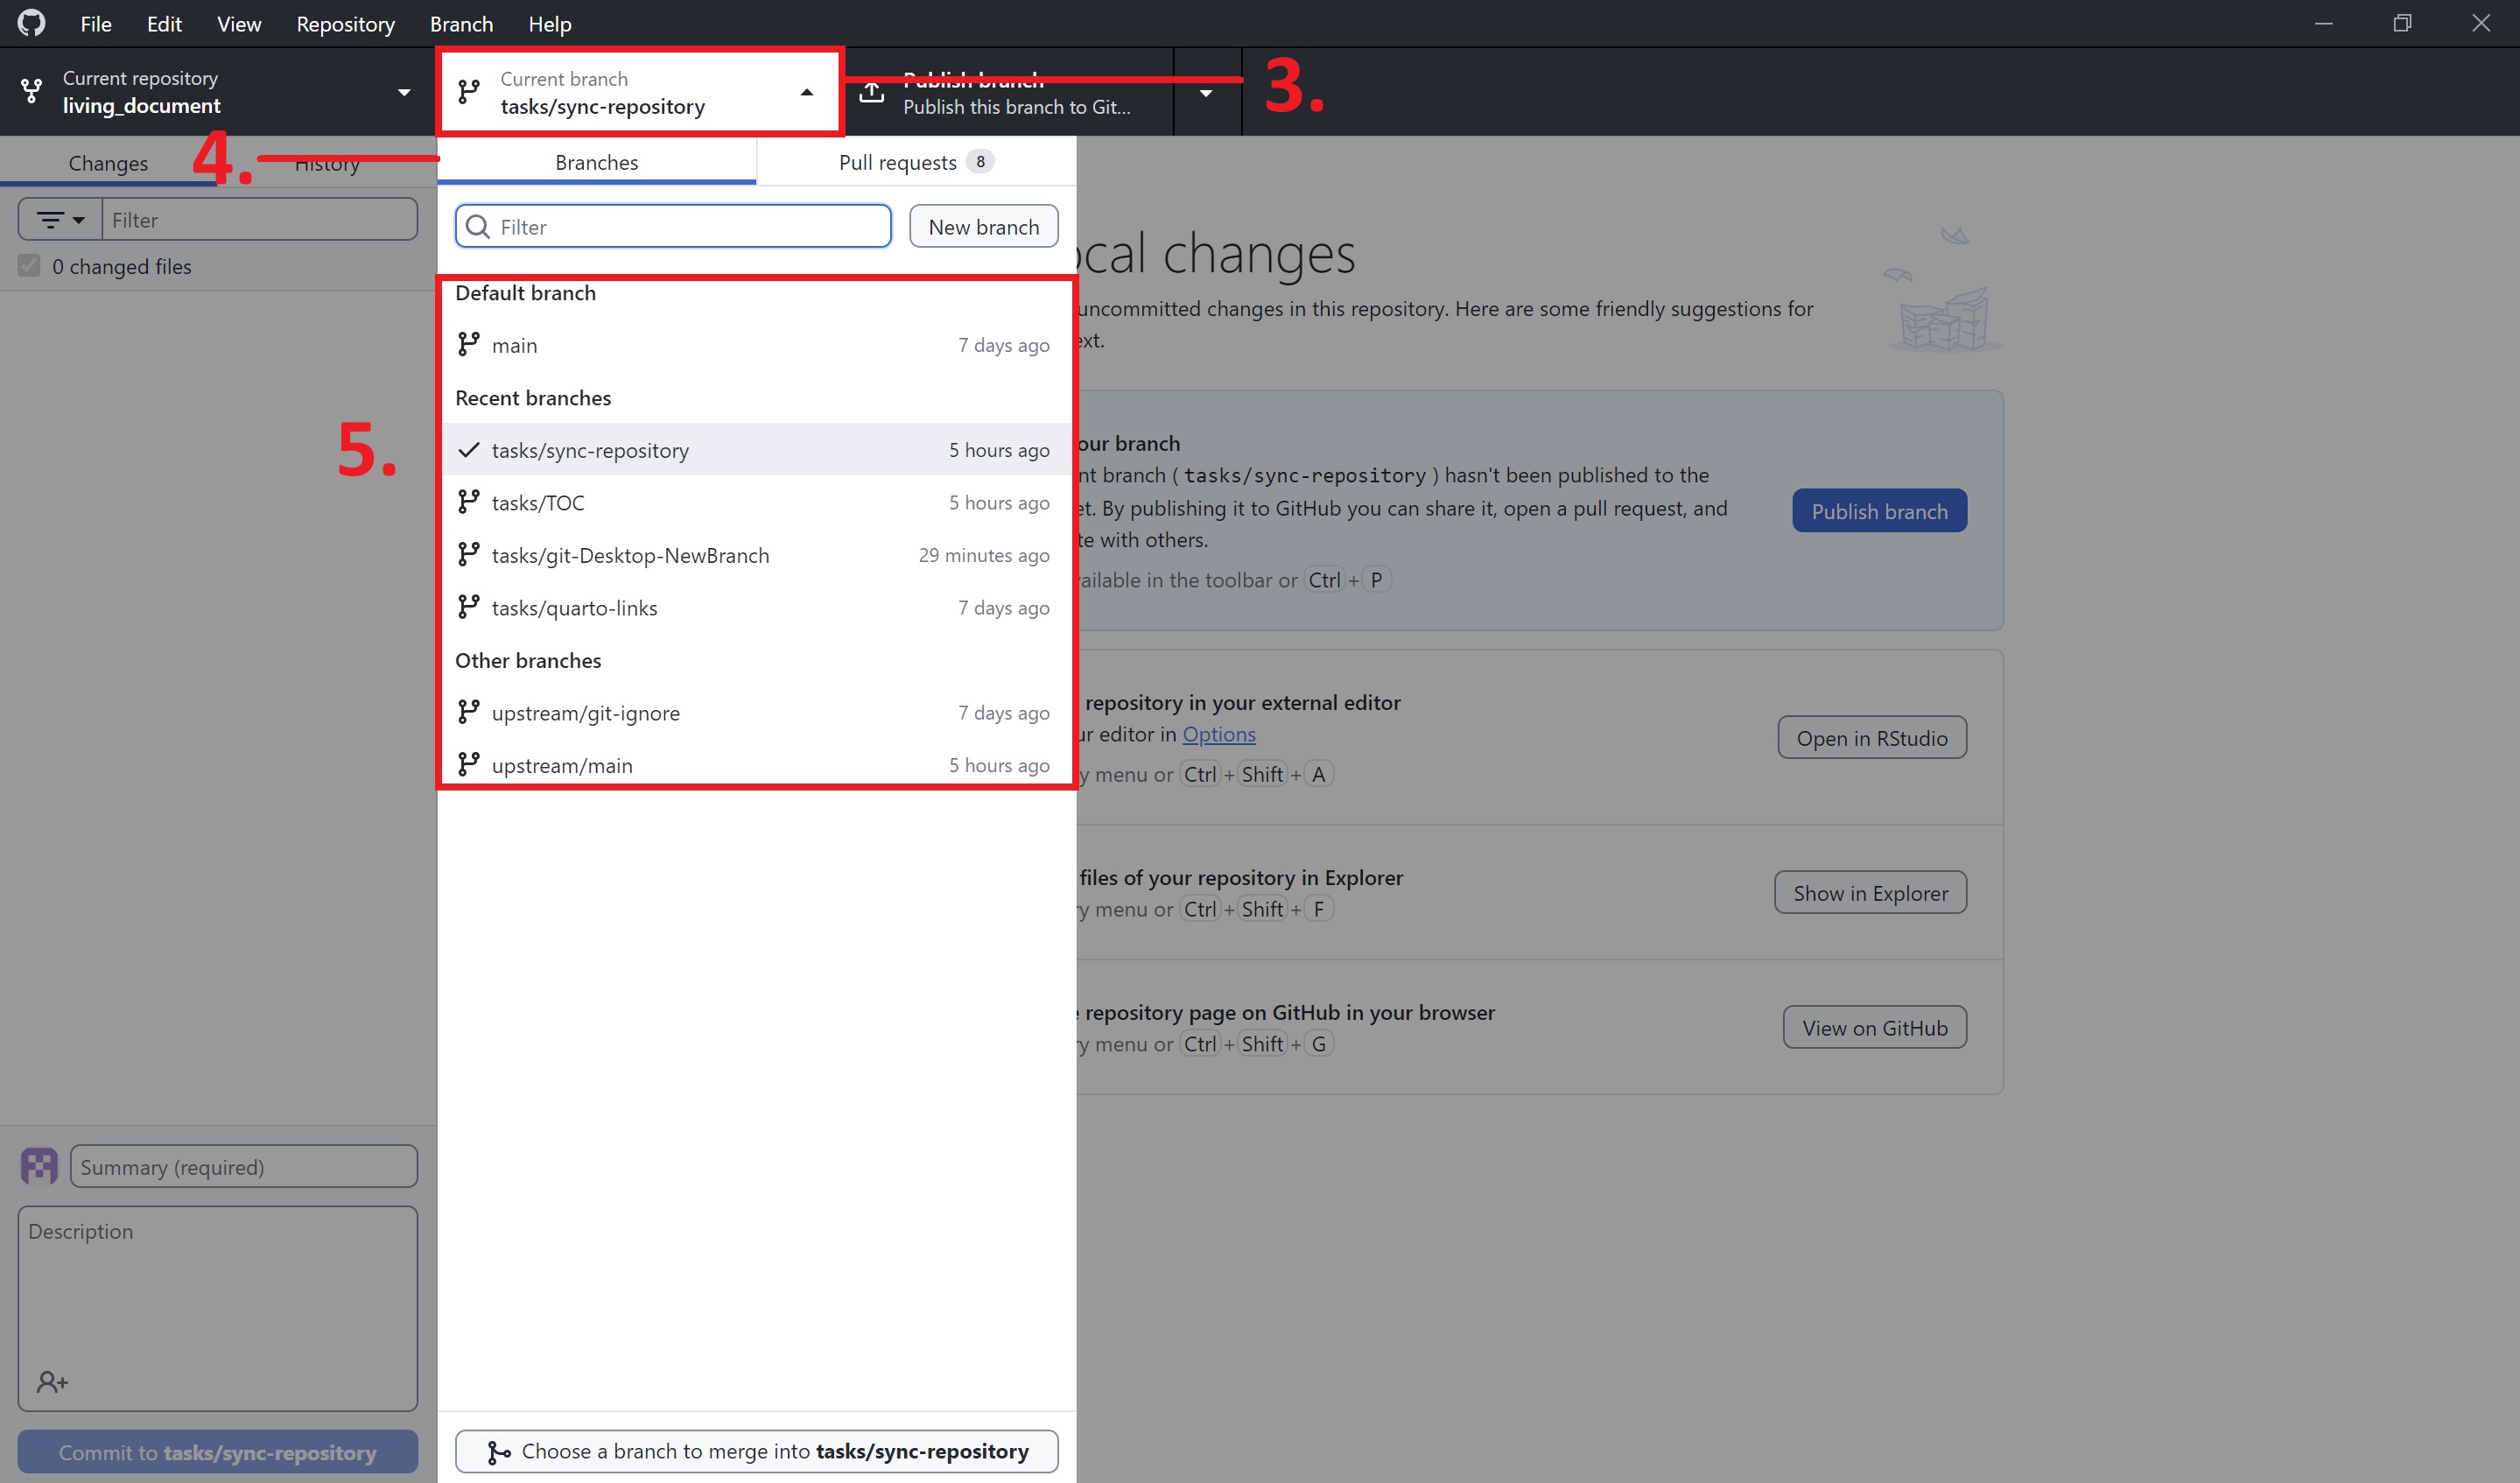 File Edit View Repository Branch Help
Current repository
living_document
Current branch
tasks/sync-repository
Publish branch
Publish this branch to Git...
3.
4.
Changes History
Branches Pull requests 8
Filter
Filter New branch
0 changed files
ocal changes
uncommitted changes in this repository. Here are some friendly suggestions for
ext.
Default branch
main 7 days ago
Recent branches
5.
tasks/sync-repository 5 hours ago
tasks/TOC 5 hours ago
tasks/git-Desktop-NewBranch 29 minutes ago
tasks/quarto-links 7 days ago
Other branches
upstream/git-ignore 7 days ago
upstream/main 5 hours ago
our branch
nt branch ( tasks/sync-repository ) hasn't been published to the
et. By publishing it to GitHub you can share it, open a pull request, and
te with others.
Publish branch
ailable in the toolbar or Ctrl + P
repository in your external editor
ur editor in Options
y menu or Ctrl + Shift + A
Open in RStudio
files of your repository in Explorer
ry menu or Ctrl + Shift + F
Show in Explorer
e repository page on GitHub in your browser
ry menu or Ctrl + Shift + G
View on GitHub
Summary (required)
Description
Commit to tasks/sync-repository
Choose a branch to merge into tasks/sync-repository